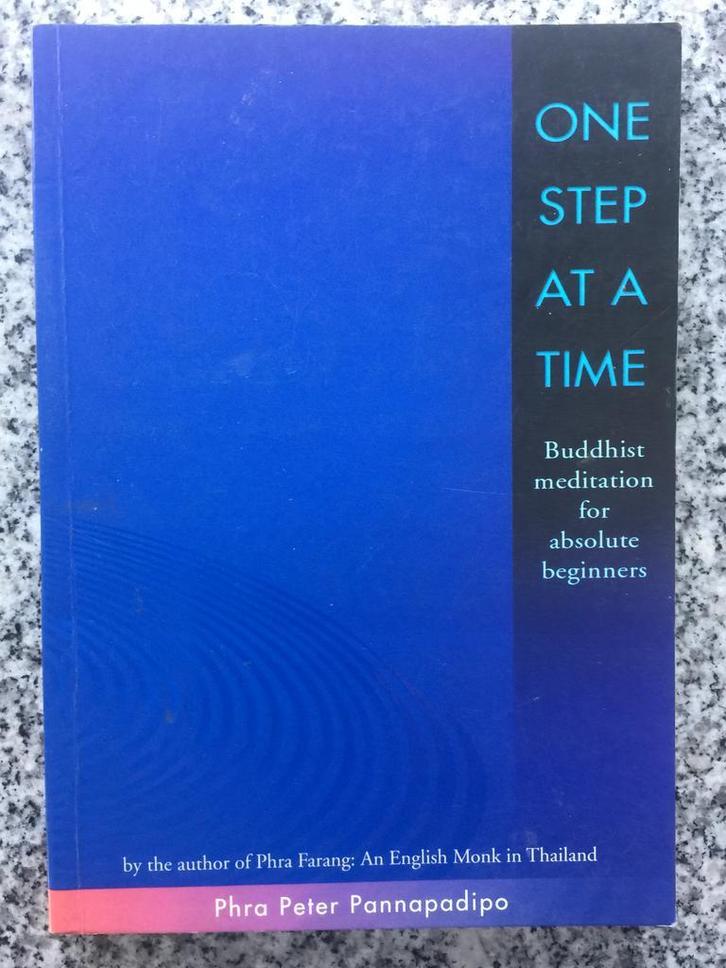 ONE
STEP
AT A
TIME
Buddhist
meditation
for
absolute
beginners
by the author of Phra Farang: An English Monk in Thailand
Phra Peter Pannapadipo